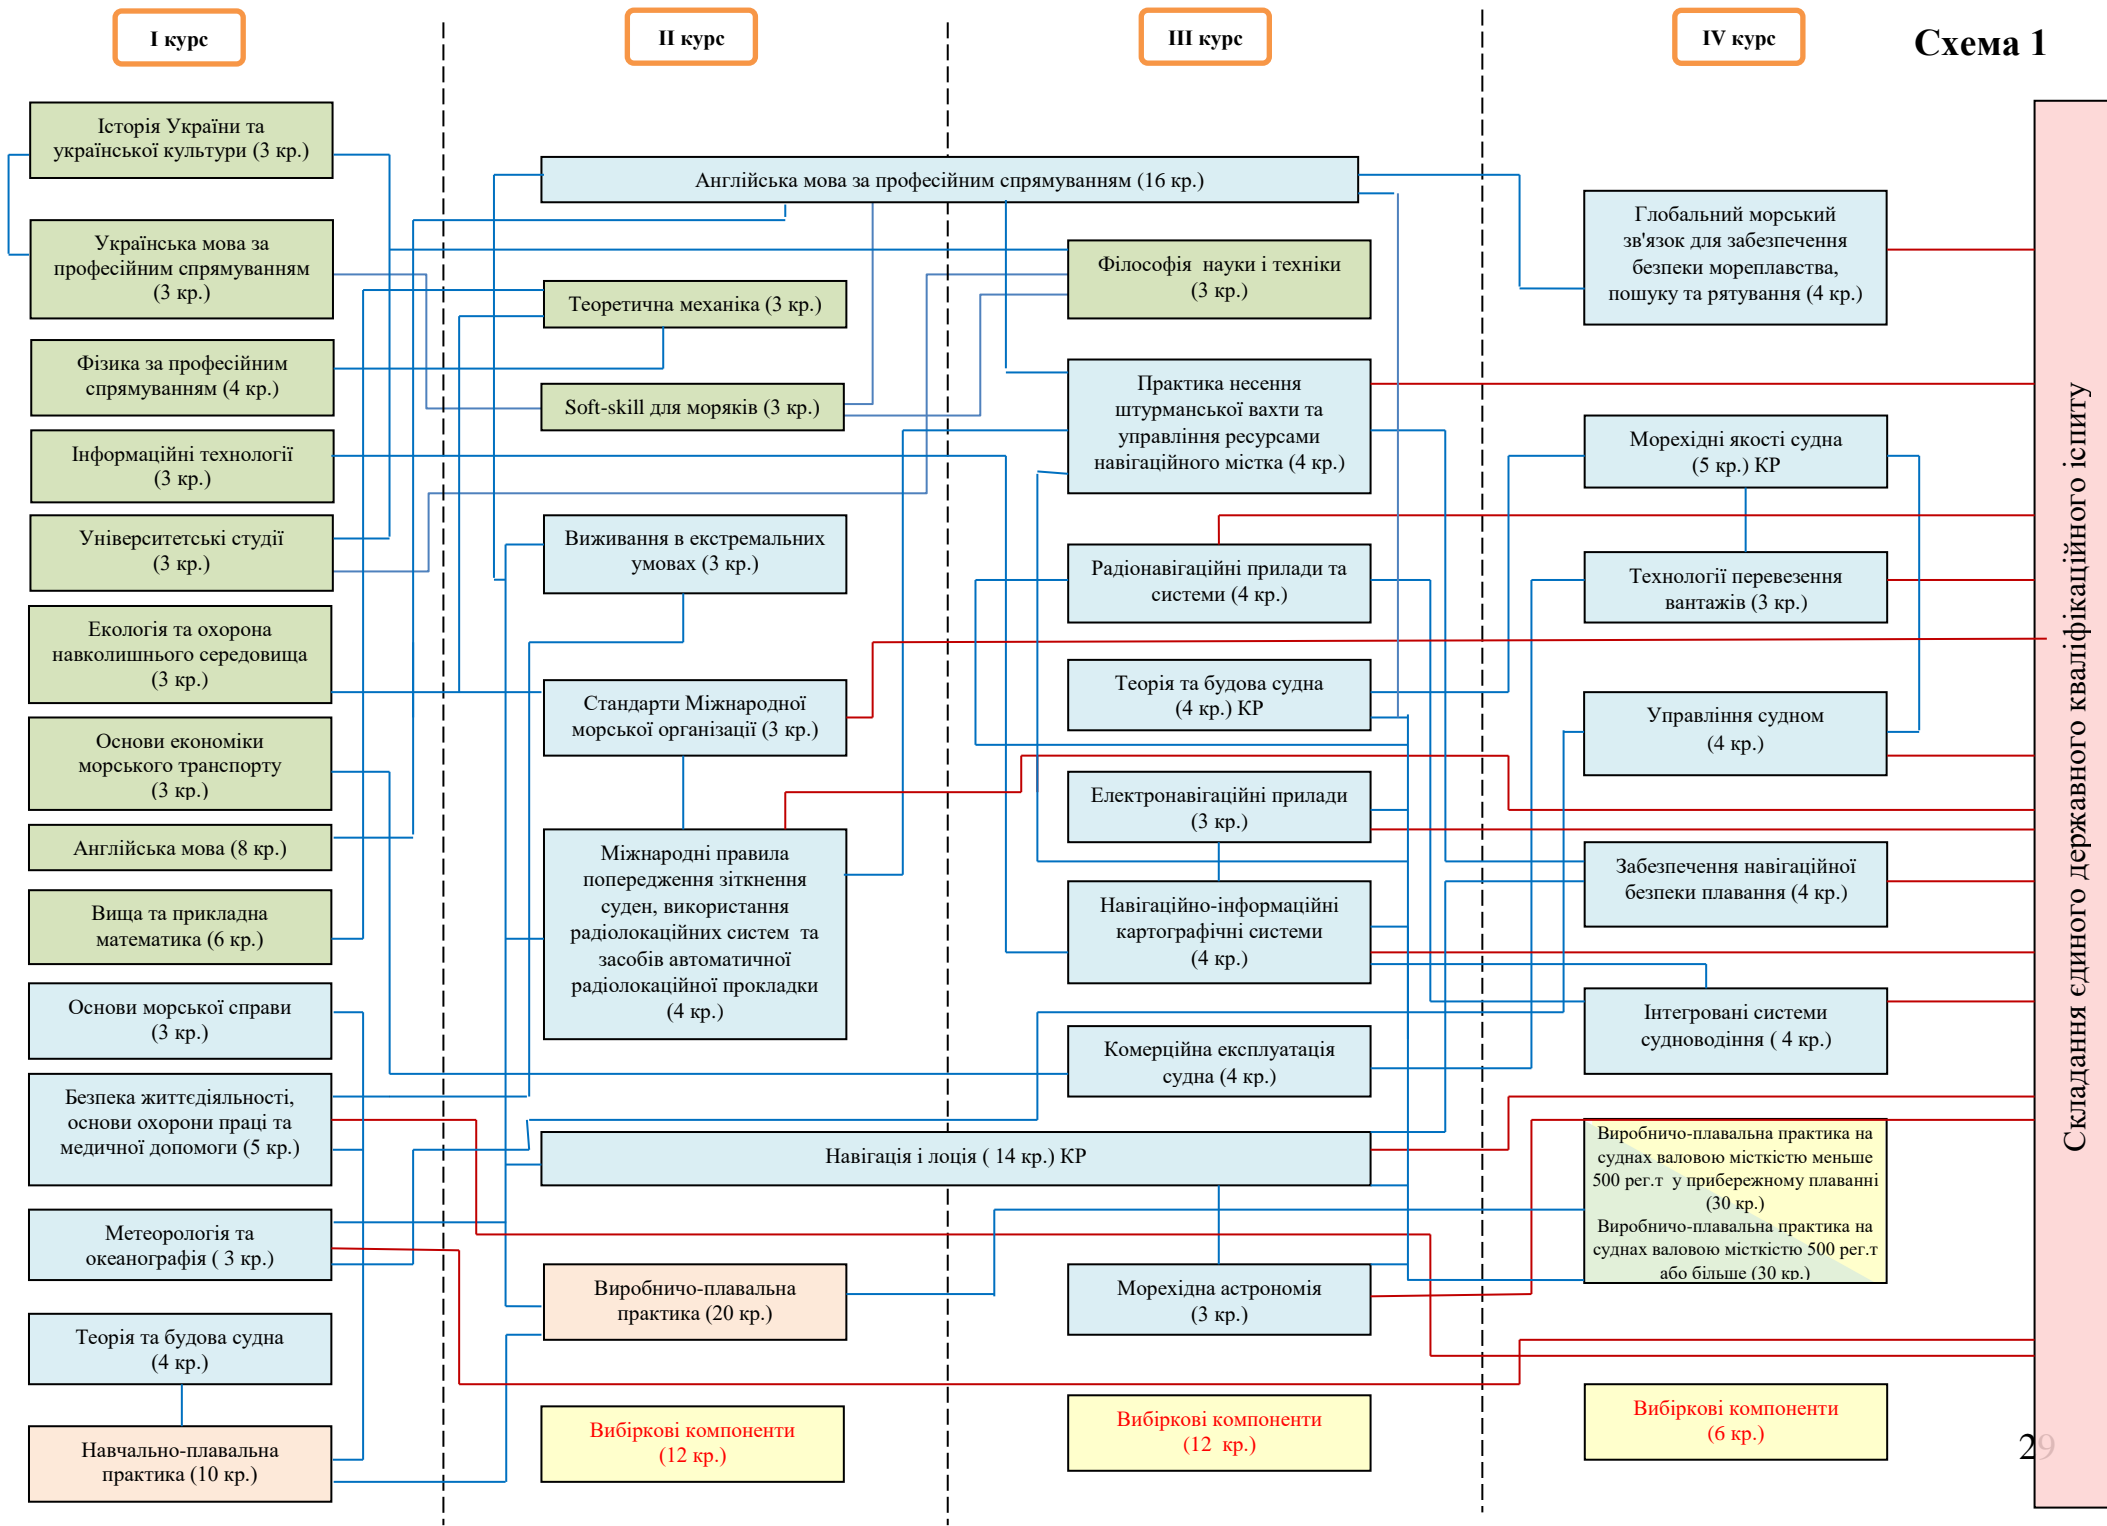 І курс
ІІ курс
ІІІ курс
IV курс
Схема 1
Історія України та
української культури (3 кр.)
Українська мова за
професійним спрямуванням
(3 кр.)
Фізика за професійним
спрямуванням (4 кр.)
Інформаційні технології
(3 кр.)
Університетські студії
(3 кр.)
Екологія та охорона
навколишнього середовища
(3 кр.)
Основи економіки
морського транспорту
(3 кр.)
Англійська мова (8 кр.)
Вища та прикладна
математика (6 кр.)
Основи морської справи
(3 кр.)
Безпека життєдіяльності,
основи охорони праці та
медичної допомоги (5 кр.)
Метеорологія та
океанографія ( 3 кр.)
Теорія та будова судна
(4 кр.)
Навчально-плавальна
практика (10 кр.)
Англійська мова за професійним спрямуванням (16 кр.)
Теоретична механіка (3 кр.)
Soft-skill для моряків (3 кр.)
Виживання в екстремальних
умовах (3 кр.)
Стандарти Міжнародної
морської організації (3 кр.)
Міжнародні правила
попередження зіткнення
суден, використання
радіолокаційних систем та
засобів автоматичної
радіолокаційної прокладки
(4 кр.)
Навігація і лоція ( 14 кр.) КР
Виробничо-плавальна
практика (20 кр.)
Вибіркові компоненти
(12 кр.)
Філософія науки і техніки
(3 кр.)
Практика несення
штурманської вахти та
управління ресурсами
навігаційного містка (4 кр.)
Радіонавігаційні прилади та
системи (4 кр.)
Теорія та будова судна
(4 кр.) КР
Електронавігаційні прилади
(3 кр.)
Навігаційно-інформаційні
картографічні системи
(4 кр.)
Комерційна експлуатація
судна (4 кр.)
Морехідна астрономія
(3 кр.)
Вибіркові компоненти
(12 кр.)
Глобальний морський
зв'язок для забезпечення
безпеки мореплавства,
пошуку та рятування (4 кр.)
Морехідні якості судна
(5 кр.) КР
Технології перевезення
вантажів (3 кр.)
Управління судном
(4 кр.)
Забезпечення навігаційної
безпеки плавання (4 кр.)
Інтегровані системи
судноводіння ( 4 кр.)
Виробничо-плавальна практика на
суднах валовою місткістю меньше
500 рег.т у прибережному плаванні
(30 кр.)
Виробничо-плавальна практика на
суднах валовою місткістю 500 рег.т
або більше (30 кр.)
Вибіркові компоненти
(6 кр.)
Складання єдиного державного кваліфікаційного іспиту
29